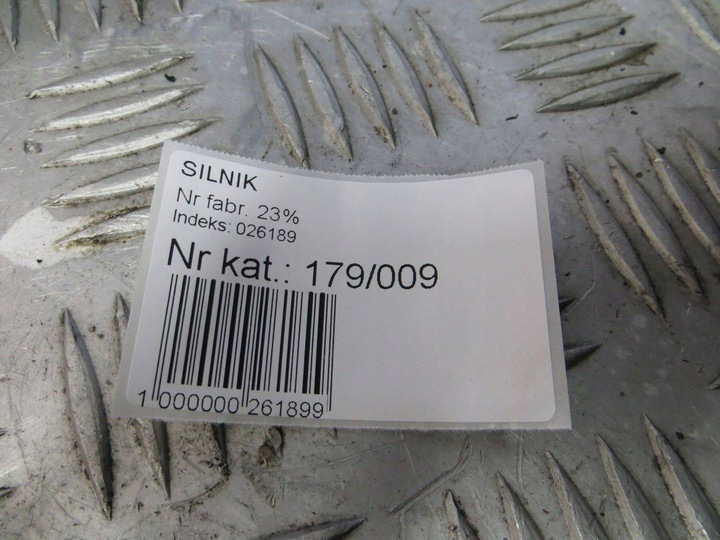 SILNIK
Nr fabr. 23%
Indeks: 026189
Nr kat.: 179/009
1 000000 261899